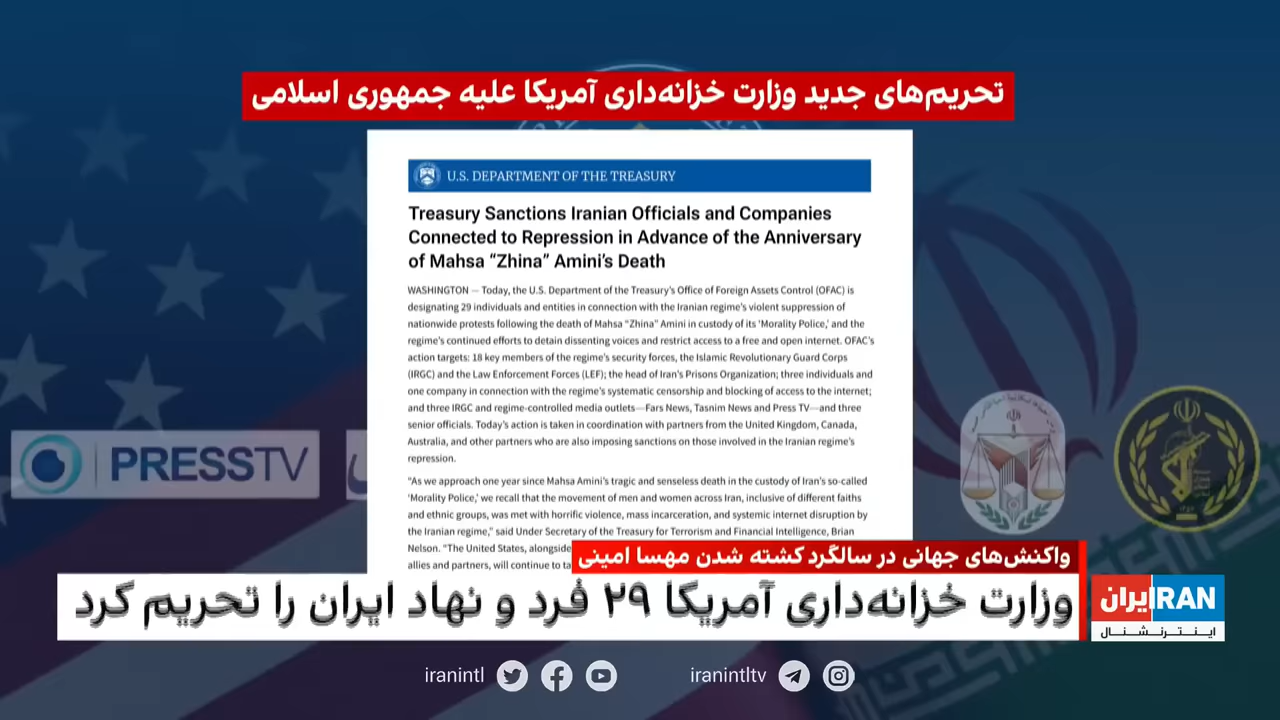 تحریم‌های جدید وزارت خزانه‌داری آمریکا علیه جمهوری اسلامی
U.S. DEPARTMENT OF THE TREASURY
Treasury Sanctions Iranian Officials and Companies
Connected to Repression in Advance of the Anniversary
of Mahsa “Zhina” Amini’s Death
WASHINGTON — Today, the U.S. Department of the Treasury’s Office of Foreign Assets Control (OFAC) is
designating 29 individuals and entities in connection with the Iranian regime’s violent suppression of
nationwide protests following the death of Mahsa “Zhina” Amini in custody of its ‘Morality Police,’ and the
regime’s continued efforts to detain dissenting voices and restrict access to a free and open internet. OFAC’s
action targets: 18 key members of the regime’s security forces, the Islamic Revolutionary Guard Corps
(IRGC) and the Law Enforcement Forces (LEF); the head of Iran’s Prisons Organization; three individuals and
one company in connection with the regime’s systematic censorship and blocking of access to the internet;
and three IRGC and regime-controlled media outlets—Fars News, Tasnim News and Press TV—and three
senior officials. Today’s action is taken in coordination with partners from the United Kingdom, Canada,
Australia, and other partners who are also imposing sanctions on those involved in the Iranian regime’s
repression.
“As we approach one year since Mahsa Amini’s tragic and senseless death in the custody of Iran’s so-called
‘Morality Police,’ we recall that the movement of men and women across Iran, inclusive of different faiths
and ethnic groups, was met with horrific violence, mass incarceration, and systemic internet disruption by
the Iranian regime,” said Under Secretary of the Treasury for Terrorism and Financial Intelligence, Brian
Nelson. “The United States, alongside
allies and partners, will continue to ta
PRESSTV
واکنش‌های جهانی در سالگرد کشته شدن مهسا امینی
وزارت خزانه‌داری آمریکا ۲۹ فرد و نهاد ایران را تحریم کرد
ایران IRAN
اینترنشنال
iranintl
iranintltv